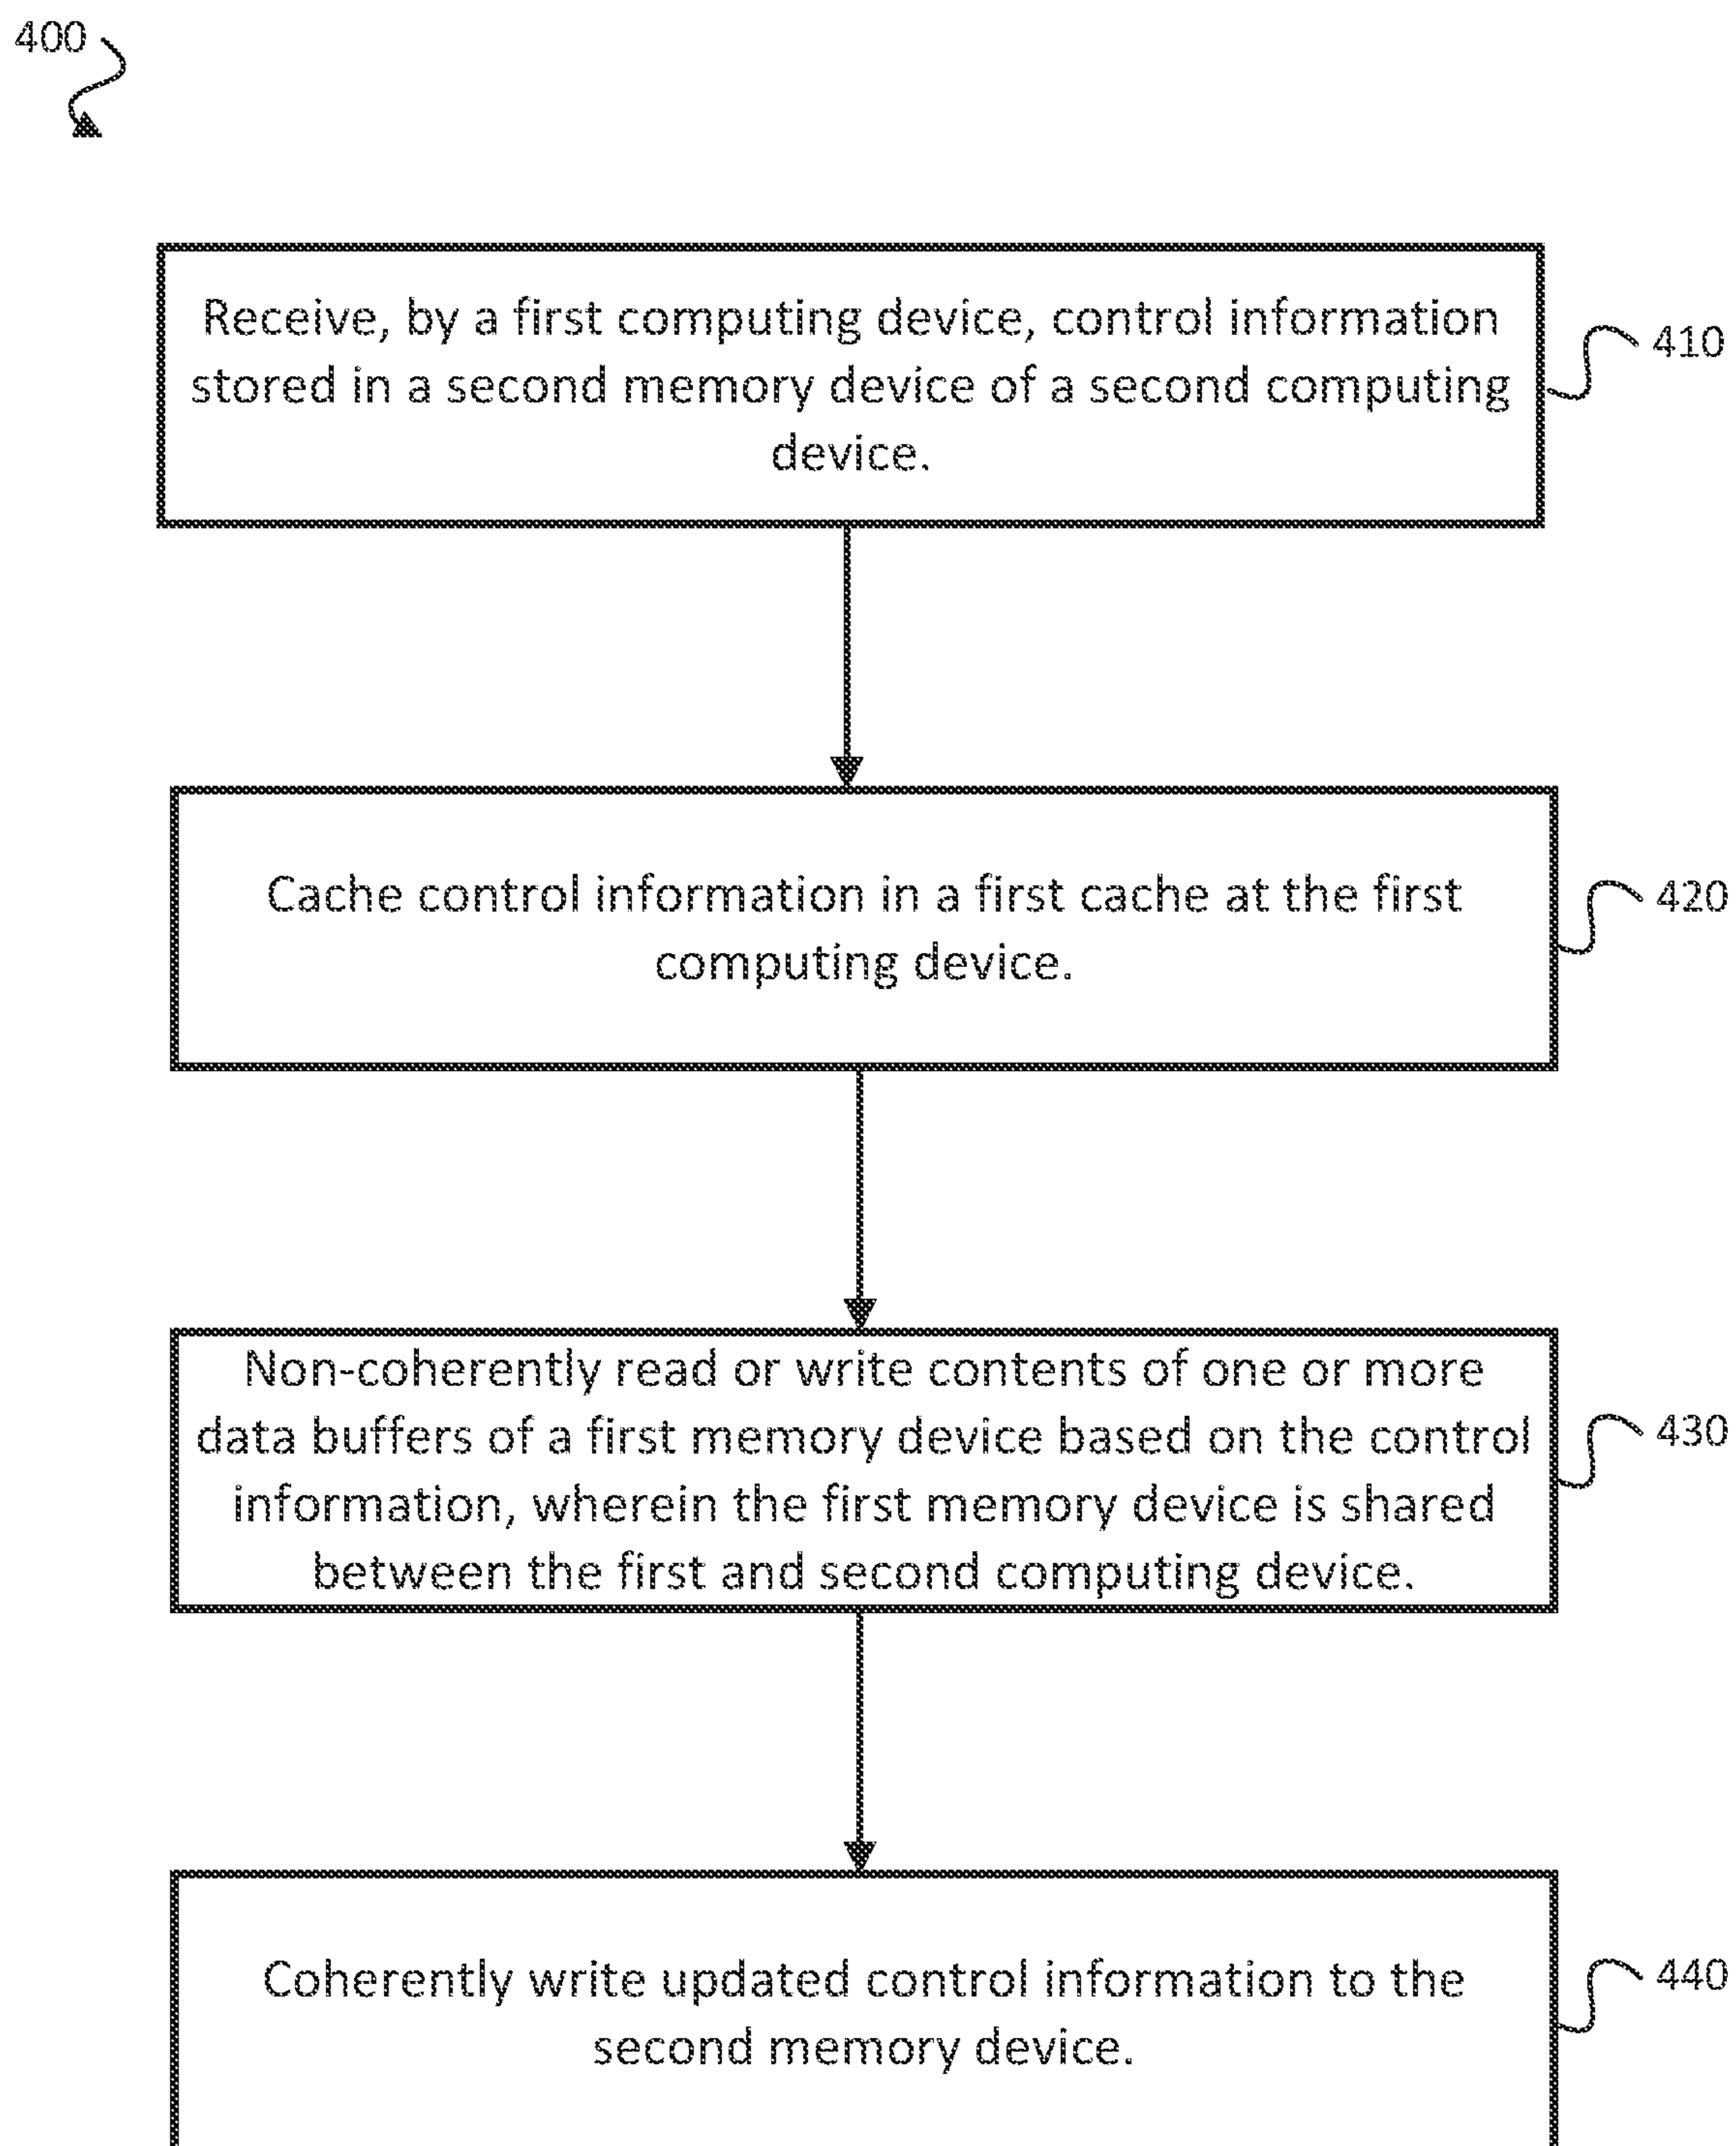 400
Receive, by a first computing device, control information
stored in a second memory device of a second computing
device.
410
Cache control information in a first cache at the first
computing device.
420
Non-coherently read or write contents of one or more
data buffers of a first memory device based on the control
information, wherein the first memory device is shared
between the first and second computing device.
430
Coherently write updated control information to the
second memory device.
440